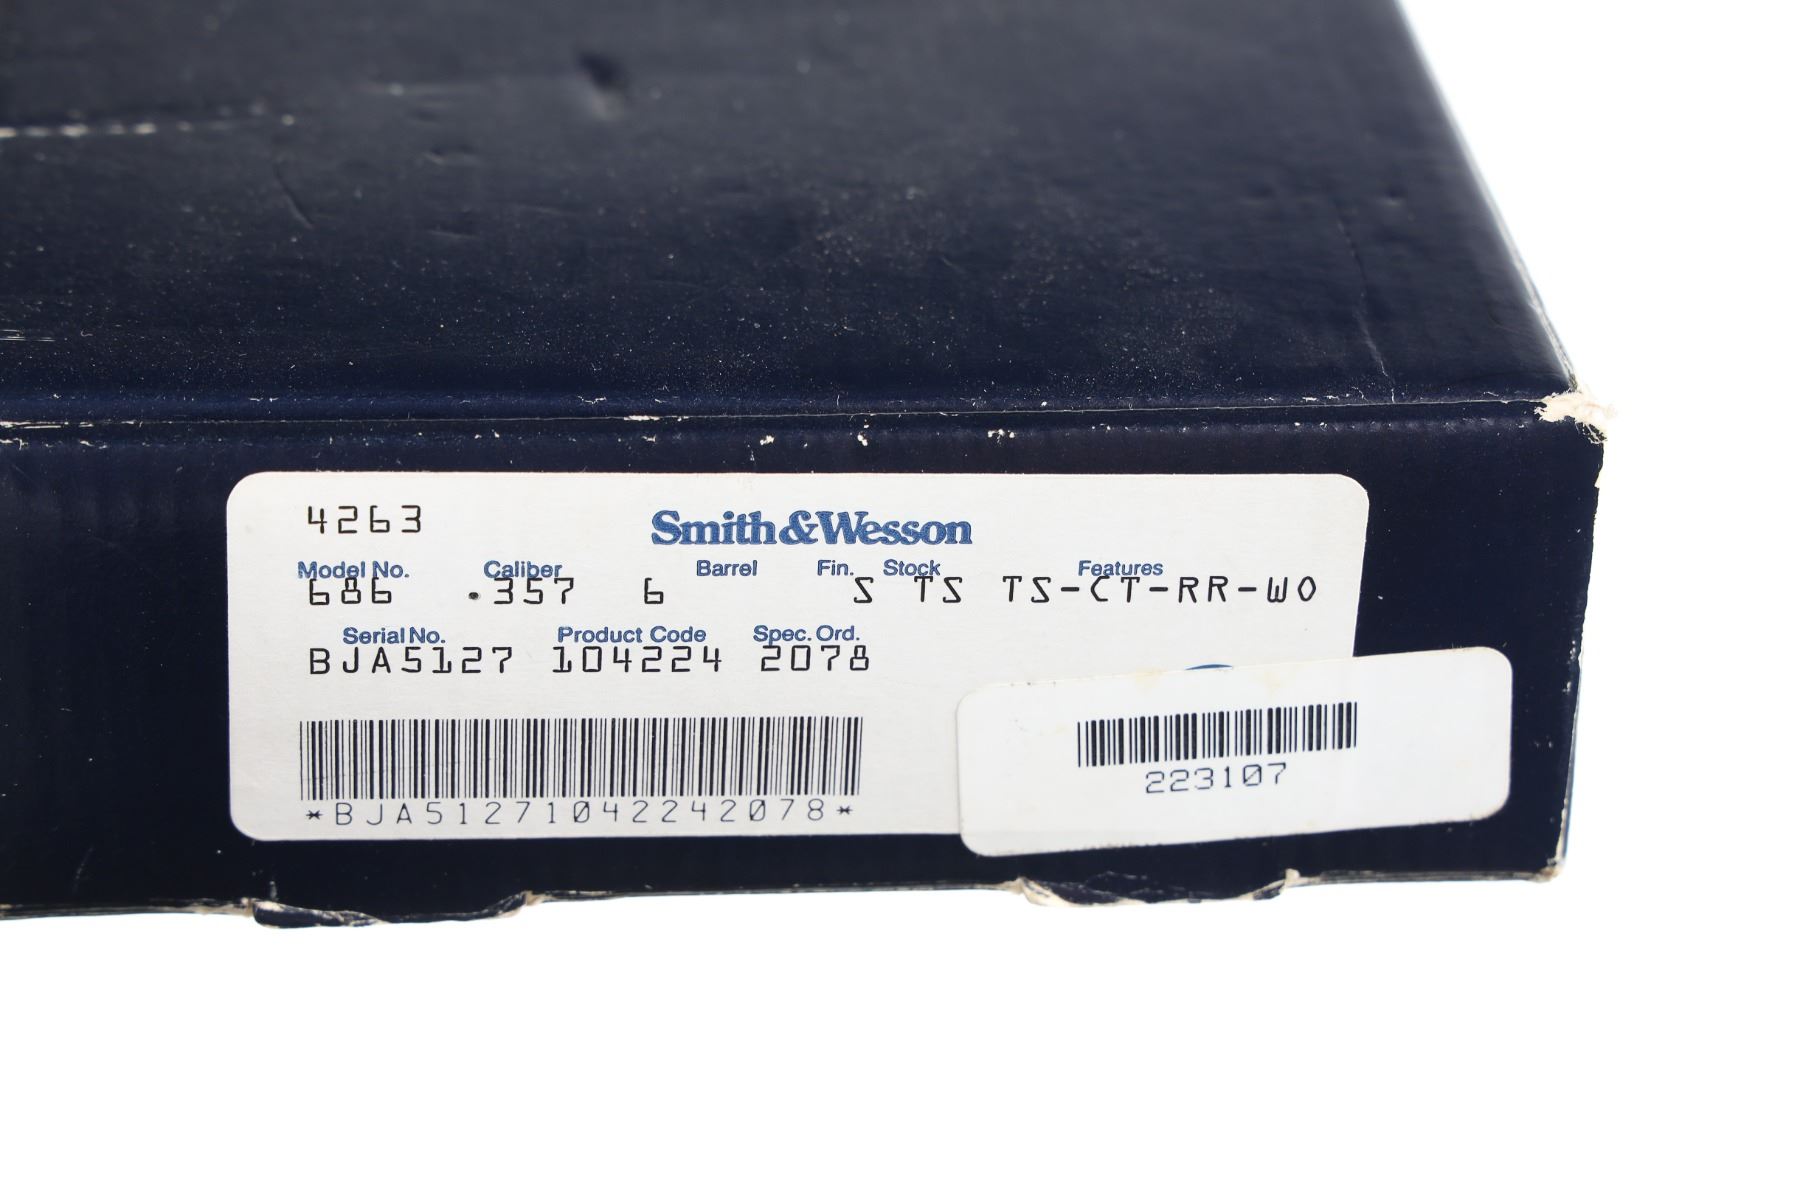 4263
Smith&Wesson
Model No. Caliber Barrel Fin. Stock Features
686 .357 6 S TS TS-CT-RR-WO
Serial No. Product Code Spec. Ord.
BJA5127 104224 2078
*BJA51271042242078*
223107